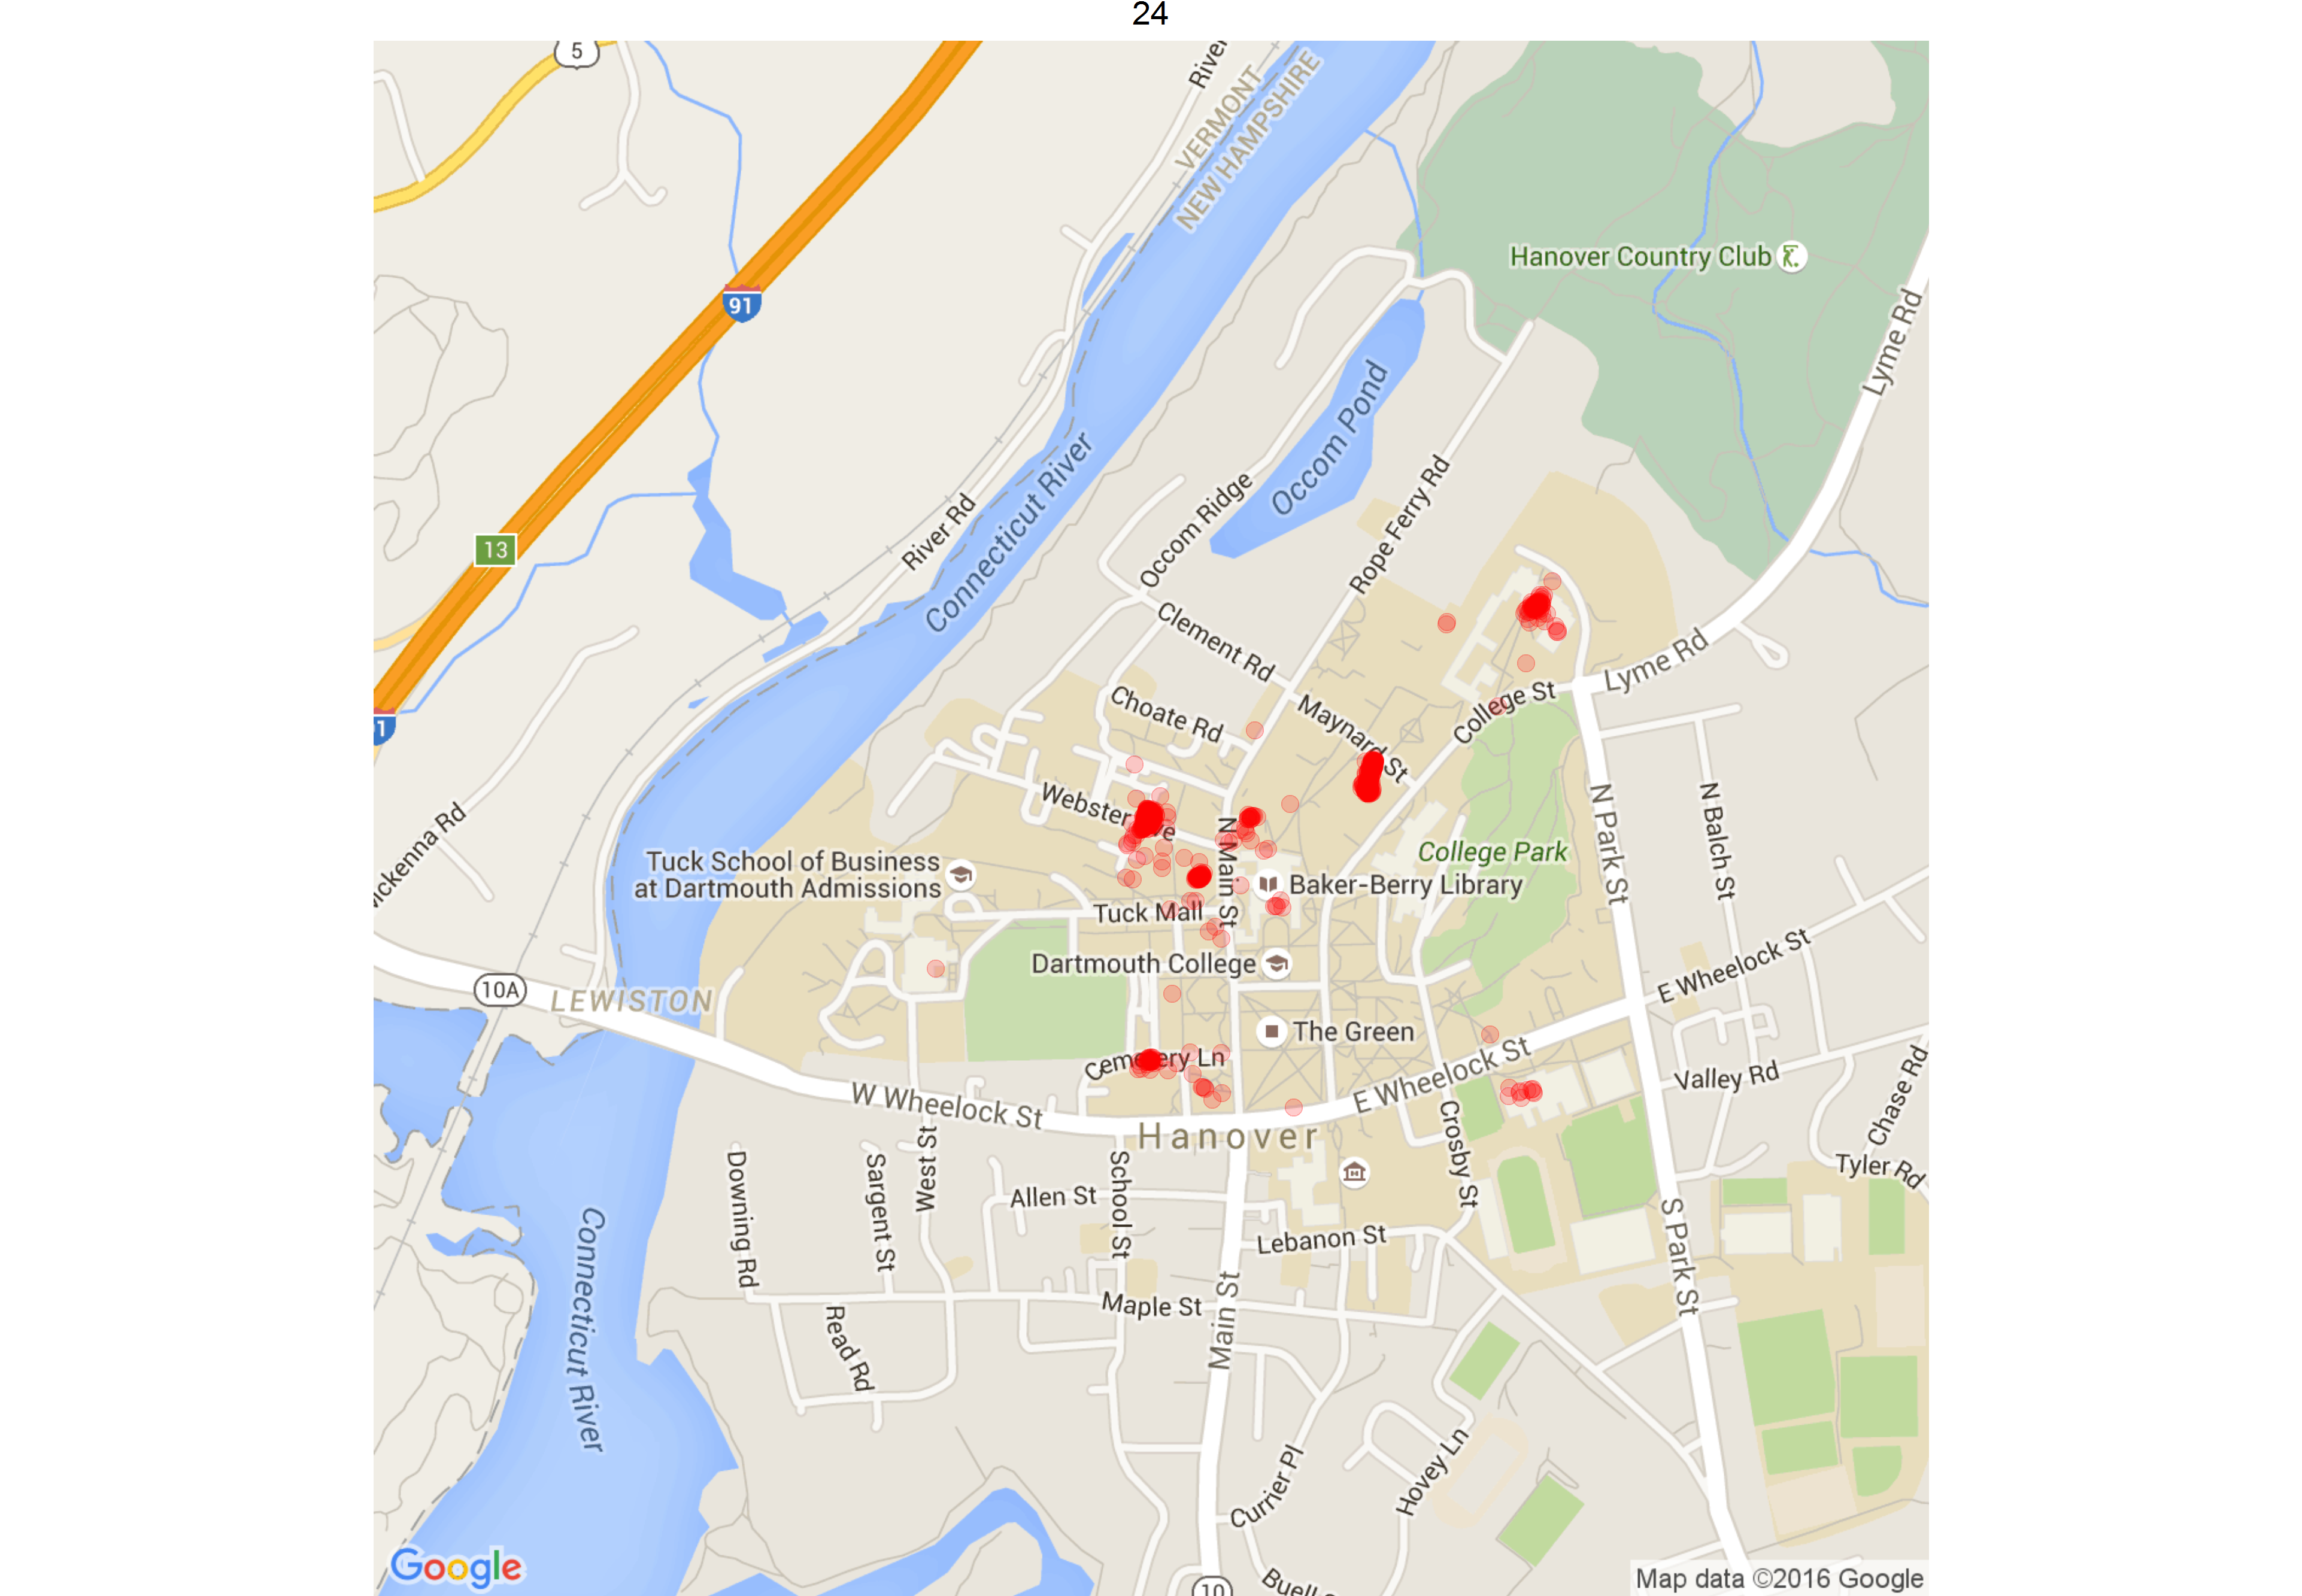 24
5
River
VERMONT
NEW HAMPSHIRE
Hanover Country Club
91
Lyme Rd
Occom Pond
Connecticut River
River Rd
Occom Ridge
Rope Ferry Rd
13
Clement Rd
Lyme Rd
Choate Rd
Maynard St
College St
Webster
N Main St
N Park St
N Balch St
College Park
Tuck School of Business
at Dartmouth Admissions
Baker-Berry Library
Tuck Mall
E Wheelock St
Dartmouth College
10A
LEWISTON
The Green
Cemetery Ln
E Wheelock St
Valley Rd
Chase Rd
W Wheelock St
Hanover
Crosby St
Tyler Rd
Downing Rd
Sargent St
West St
School St
Allen St
Lebanon St
S Park St
Connecticut River
Read Rd
Maple St
Main St
Currier Pl
Hovey Ln
Google
10
Buell
Map data ©2016 Google